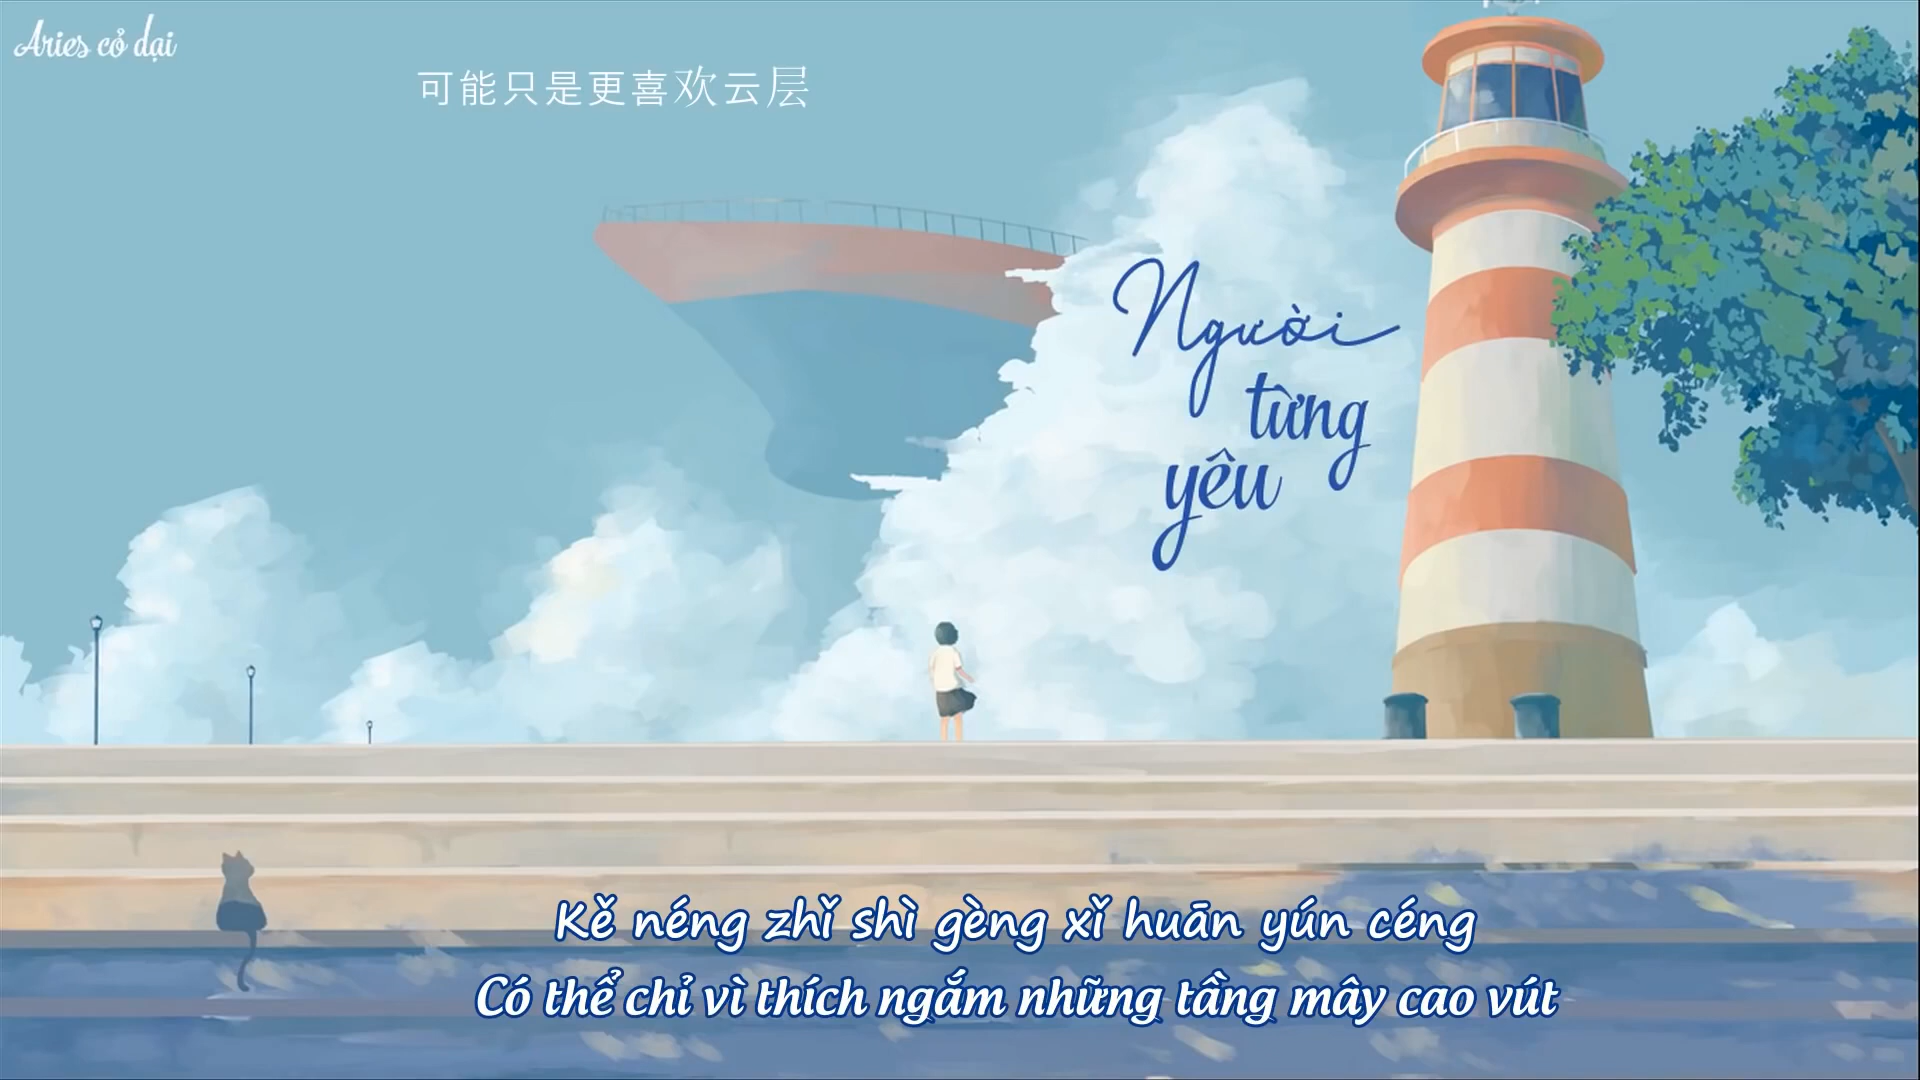 Aries cỏ dại
可能只是更喜欢云层
Người
từng
yêu
Kě néng zhǐ shì gèng xǐ huān yún céng
Có thể chỉ vì thích ngắm những tầng mây cao vút